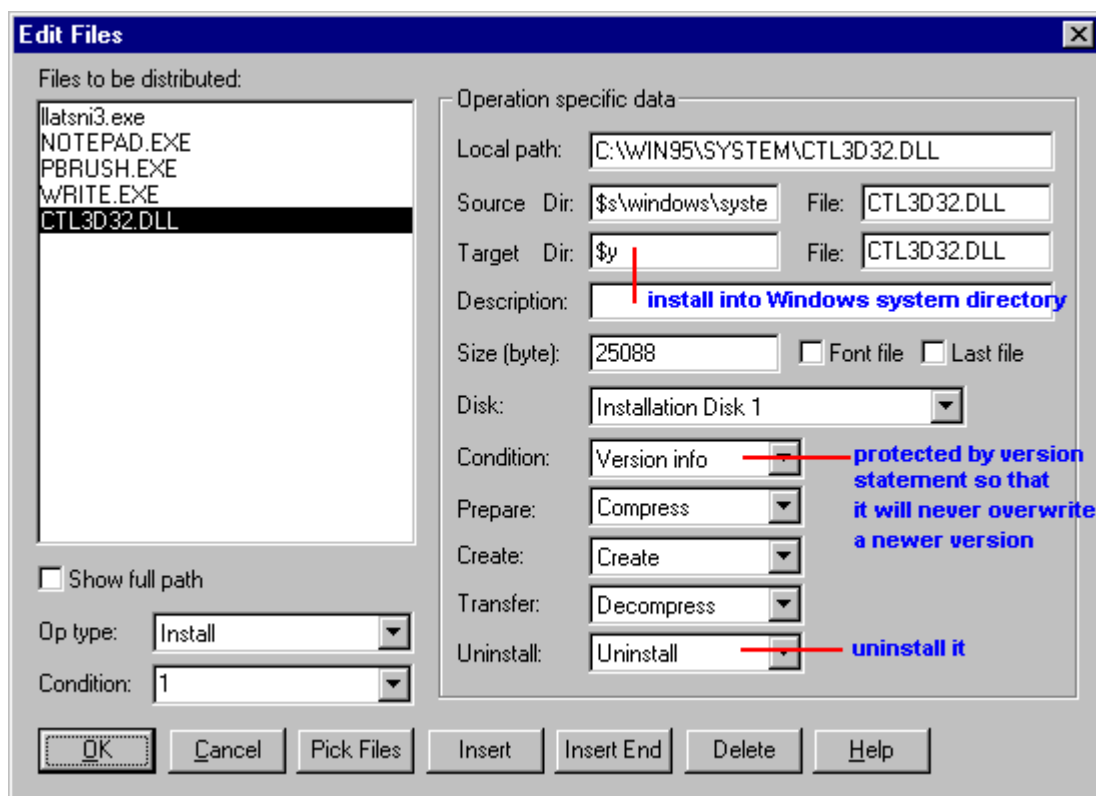 Edit Files
Files to be distributed:
llatsni3.exe
NOTEPAD.EXE
PBRUSH.EXE
WRITE.EXE
CTL3D32.DLL
Show full path
Op type: Install
Condition: 1
Operation specific data
Local path: C:\WIN95\SYSTEM\CTL3D32.DLL
Source Dir: $s\windows\syste File: CTL3D32.DLL
Target Dir: $y File: CTL3D32.DLL
Description:
install into Windows system directory
Size (byte): 25088 Font file Last file
Disk: Installation Disk 1
Condition: Version info
protected by version
statement so that
it will never overwrite
a newer version
Prepare: Compress
Create: Create
Transfer: Decompress
Uninstall: Uninstall
uninstall it
OK Cancel Pick Files Insert Insert End Delete Help